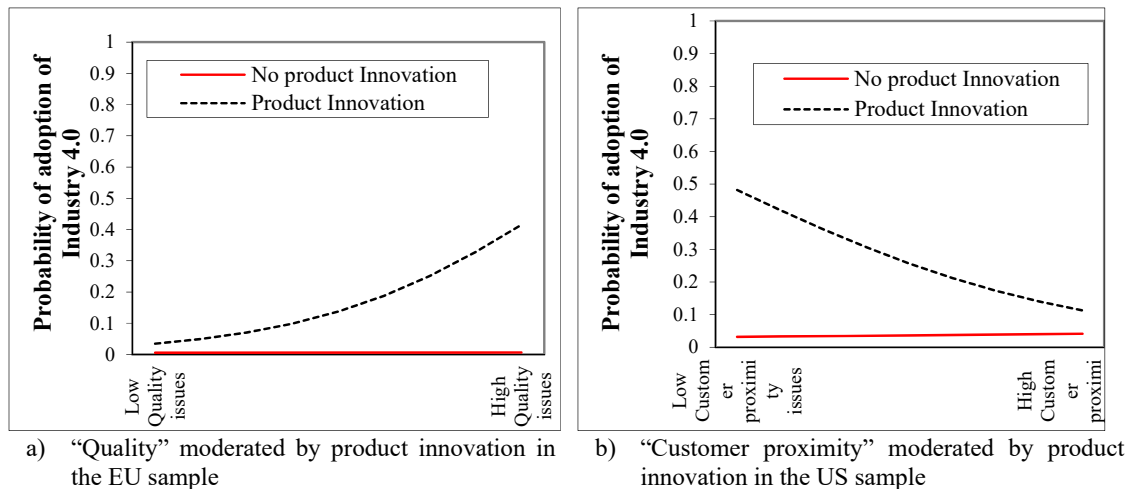 Probability of adoption of
Industry 4.0
1
0.9
0.8
0.7
0.6
0.5
0.4
0.3
0.2
0.1
0
No product Innovation
Product Innovation
Low
Quality
issues
High
Quality
issues
a) “Quality” moderated by product innovation in
the EU sample
Probability of adoption of
Industry 4.0
1
0.9
0.8
0.7
0.6
0.5
0.4
0.3
0.2
0.1
0
No product Innovation
Product Innovation
Low
Custom
er
proximi
ty
issues
High
Custom
er
proximi
b) “Customer proximity” moderated by product
innovation in the US sample